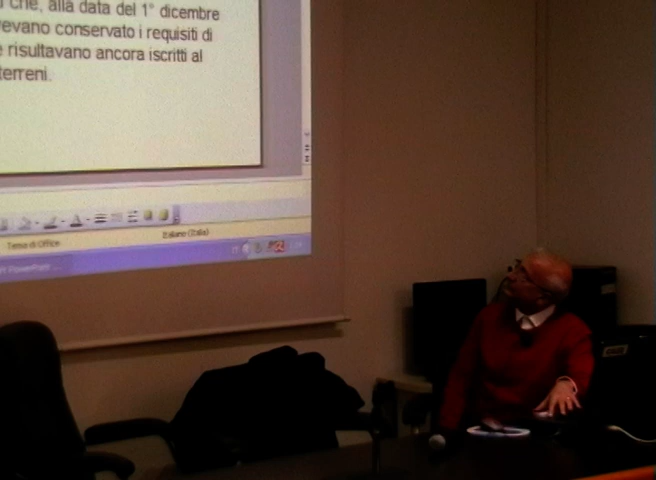 che, alla data del 1° dicembre
conservato i requisiti di
risultavano ancora iscritti al
terreni.
Tema di Office
Italiano (Italia)
PowerPoint